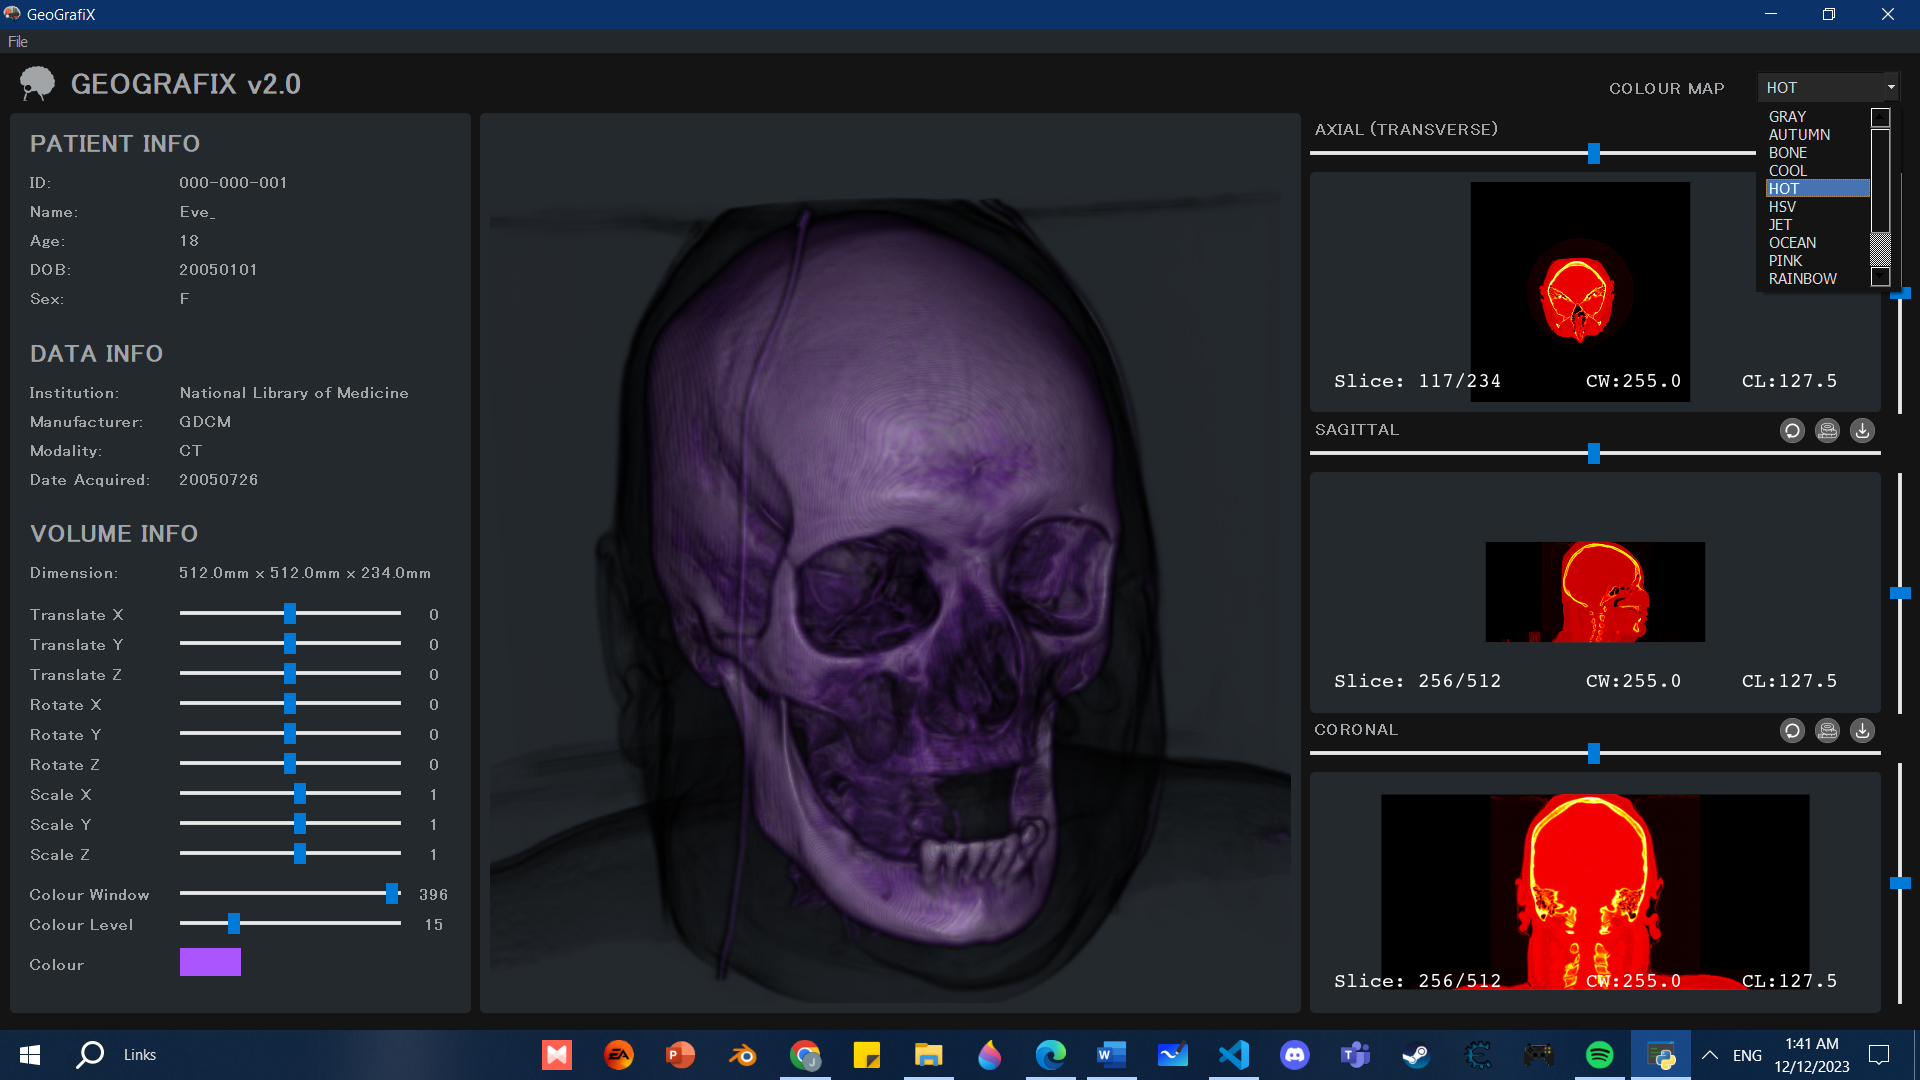 GeoGrafiX
File
GEOGRAFIX v2.0
COLOUR MAP
HOT
GRAY
AUTUMN
BONE
COOL
HOT
HSV
JET
OCEAN
PINK
RAINBOW
PATIENT INFO
ID: 000-000-001
Name: Eve_
Age: 18
DOB: 20050101
Sex: F
DATA INFO
Institution: National Library of Medicine
Manufacturer: GDCM
Modality: CT
Date Acquired: 20050726
VOLUME INFO
Dimension: 512.0mm x 512.0mm x 234.0mm
Translate X 0
Translate Y 0
Translate Z 0
Rotate X 0
Rotate Y 0
Rotate Z 0
Scale X 1
Scale Y 1
Scale Z 1
Colour Window 396
Colour Level 15
Colour
AXIAL (TRANSVERSE)
Slice: 117/234 CW:255.0 CL:127.5
SAGITTAL
Slice: 256/512 CW:255.0 CL:127.5
CORONAL
Slice: 256/512 CW:255.0 CL:127.5
Links
EA
P
J
W
ENG
1:41 AM
12/12/2023